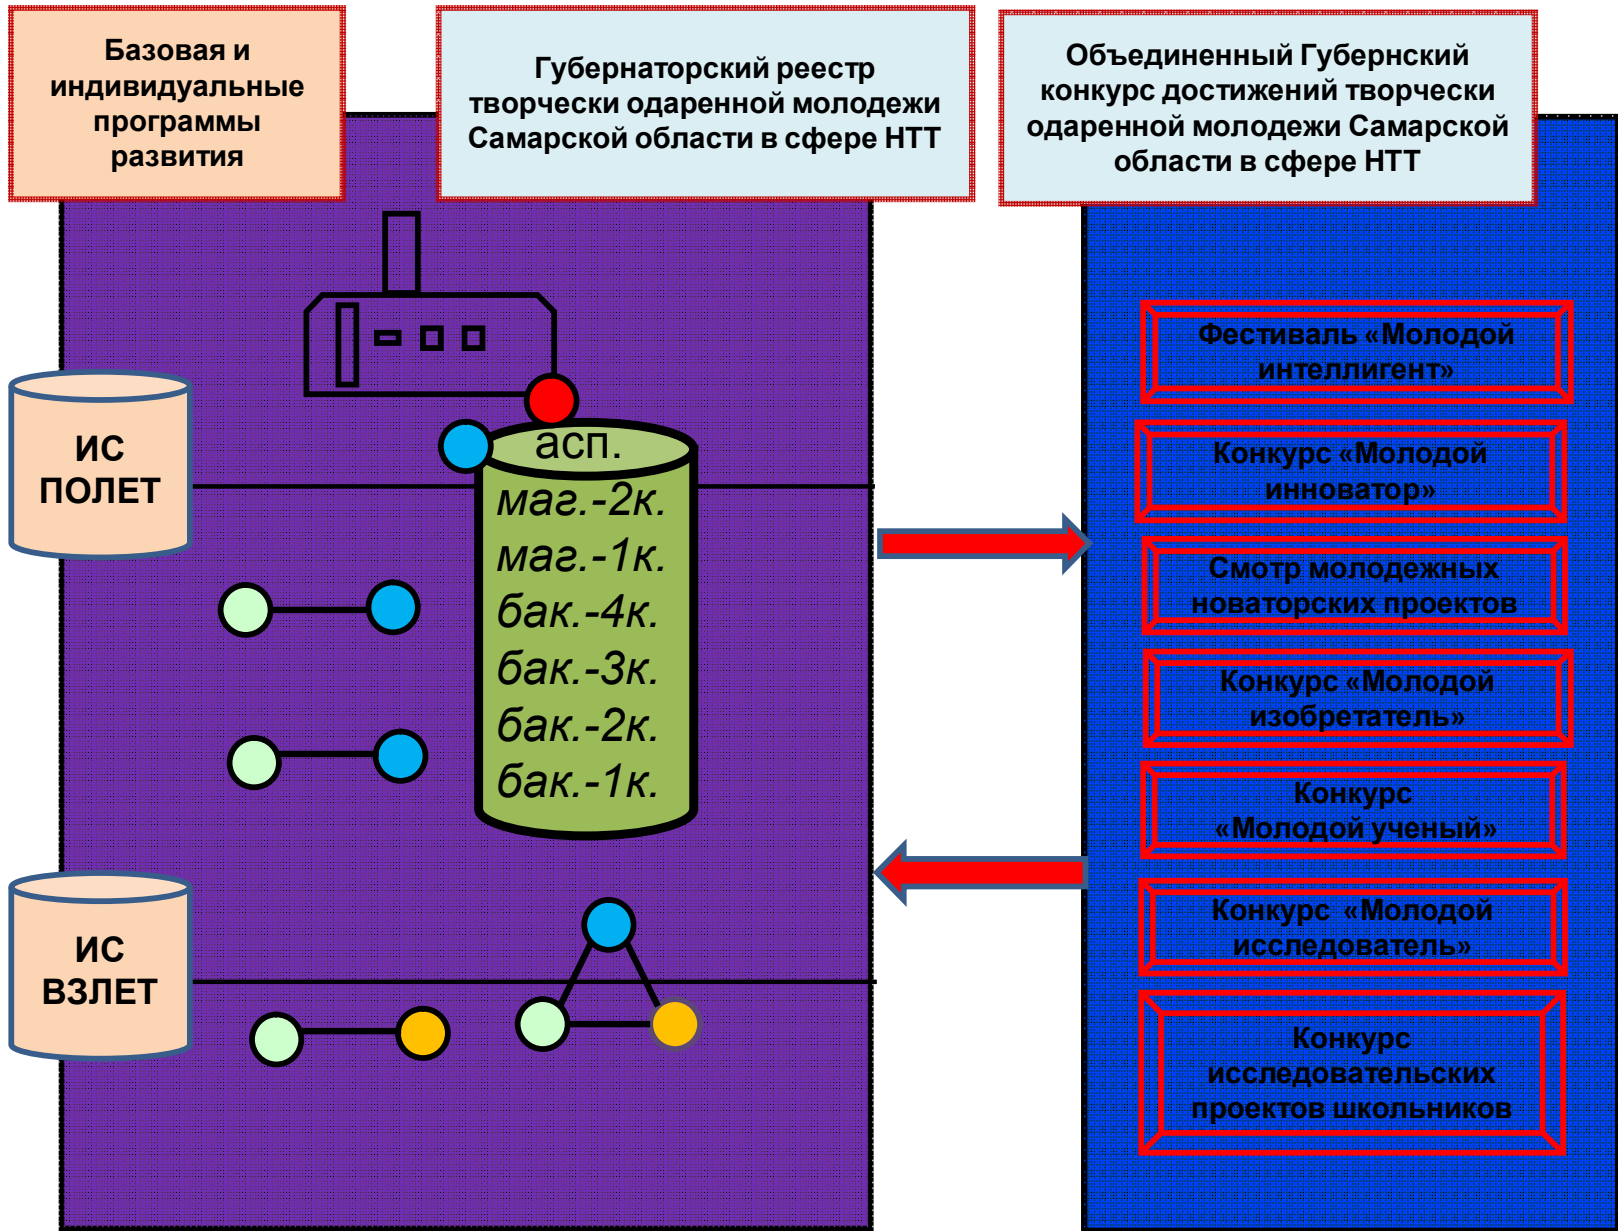 Базовая и
индивидуальные
программы
развития
Губернаторский реестр
творчески одаренной молодежи
Самарской области в сфере НТТ
Объединенный Губернский
конкурс достижений творчески
одаренной молодежи Самарской
области в сфере НТТ
ИС
ПОЛЕТ
асп.
маг.-2к.
маг.-1к.
бак.-4к.
бак.-3к.
бак.-2к.
бак.-1к.
ИС
ВЗЛЕТ
Фестиваль «Молодой
интеллигент»
Конкурс «Молодой
инноватор»
Смотр молодежных
новаторских проектов
Конкурс «Молодой
изобретатель»
Конкурс
«Молодой ученый»
Конкурс «Молодой
исследователь»
Конкурс
исследовательских
проектов школьников